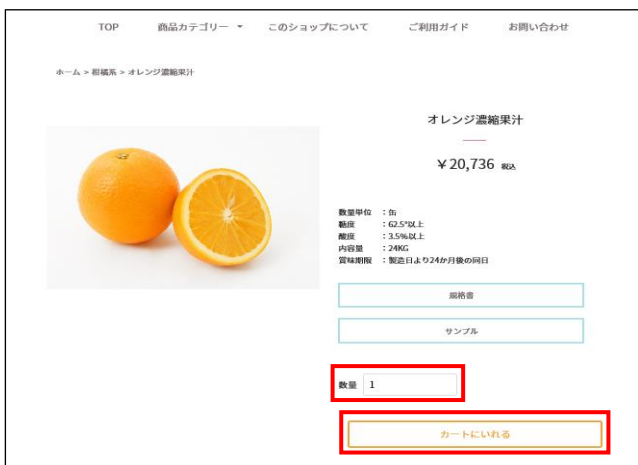 TOP 商品カテゴリー このショップについて ご利用ガイド お問い合わせ
ホーム > 柑橘系 > オレンジ濃縮果汁
オレンジ濃縮果汁
￥20,736 税込
数量単位 ：缶
糖度 ：62.5°以上
酸度 ：3.5%以上
内容量 ：24KG
賞味期限 ：製造日より24か月後の同日
規格書
サンプル
数量 1
カートにいれる